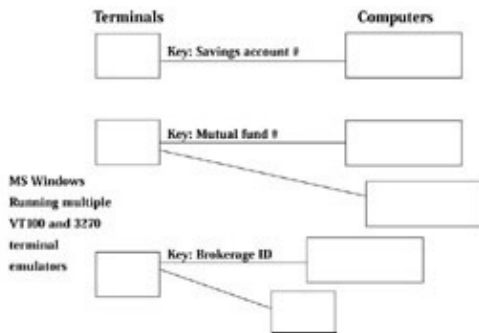 Terminals
Computers
Key: Savings account #
Key: Mutual fund #
MS Windows
Running multiple
VT100 and 3270
terminal
emulators
Key: Brokerage ID